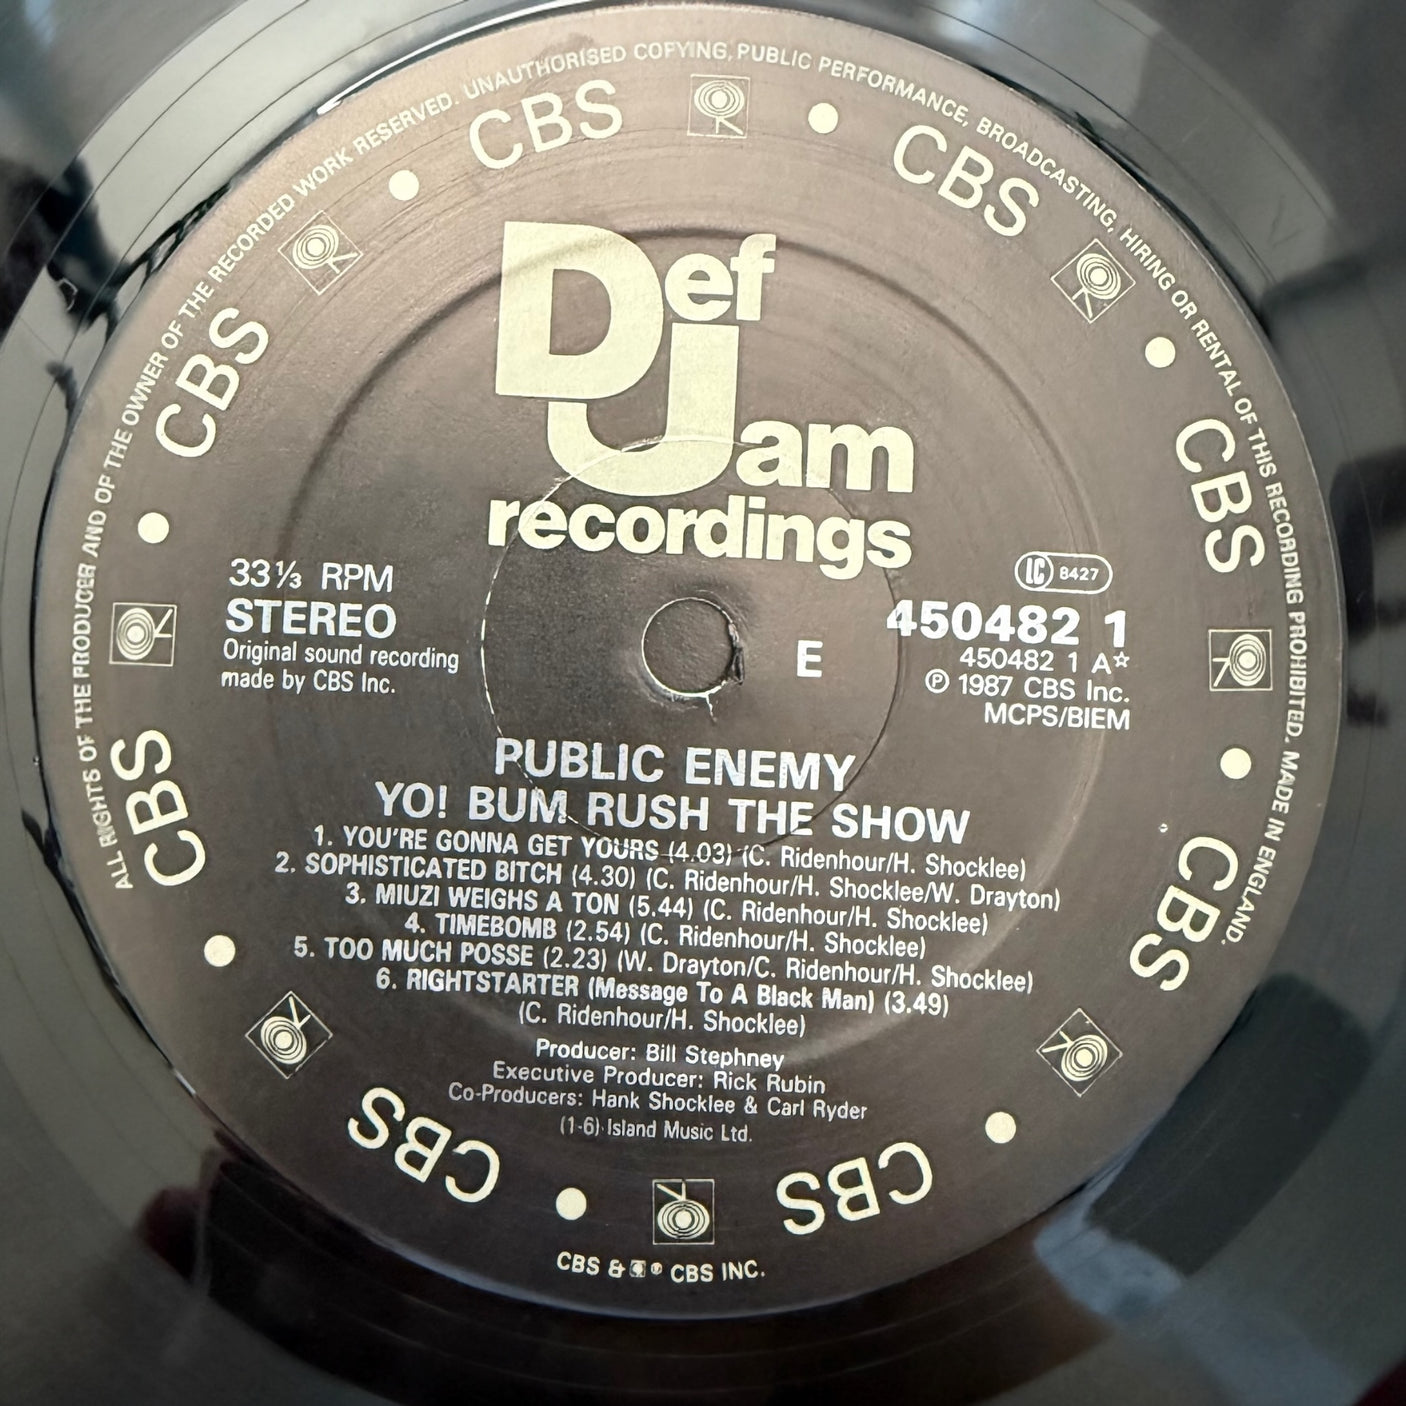 ALL RIGHTS OF THE PRODUCER AND OF THE OWNER OF THE RECORDED WORK RESERVED. UNAUTHORISED COPYING, PUBLIC PERFORMANCE, BROADCASTING, HIRING OR RENTAL OF THIS RECORDING PROHIBITED. MADE IN ENGLAND.
CBS
CBS
CBS
CBS
CBS
CBS
CBS
CBS
Def
Jam
recordings
33⅓ RPM
STEREO
Original sound recording
made by CBS Inc.
E
LC 8427
450482 1
450482 1 A☆
℗ 1987 CBS Inc.
MCPS/BIEM
PUBLIC ENEMY
YO! BUM RUSH THE SHOW
1. YOU'RE GONNA GET YOURS (4.03) (C. Ridenhour/H. Shocklee)
2. SOPHISTICATED BITCH (4.30) (C. Ridenhour/H. Shocklee/W. Drayton)
3. MIUZI WEIGHS A TON (5.44) (C. Ridenhour/H. Shocklee)
4. TIMEBOMB (2.54) (C. Ridenhour/H. Shocklee)
5. TOO MUCH POSSE (2.23) (W. Drayton/C. Ridenhour/H. Shocklee)
6. RIGHTSTARTER (Message To A Black Man) (3.49)
(C. Ridenhour/H. Shocklee)
Producer: Bill Stephney
Executive Producer: Rick Rubin
Co-Producers: Hank Shocklee & Carl Ryder
(1-6) Island Music Ltd.
CBS & ® CBS INC.